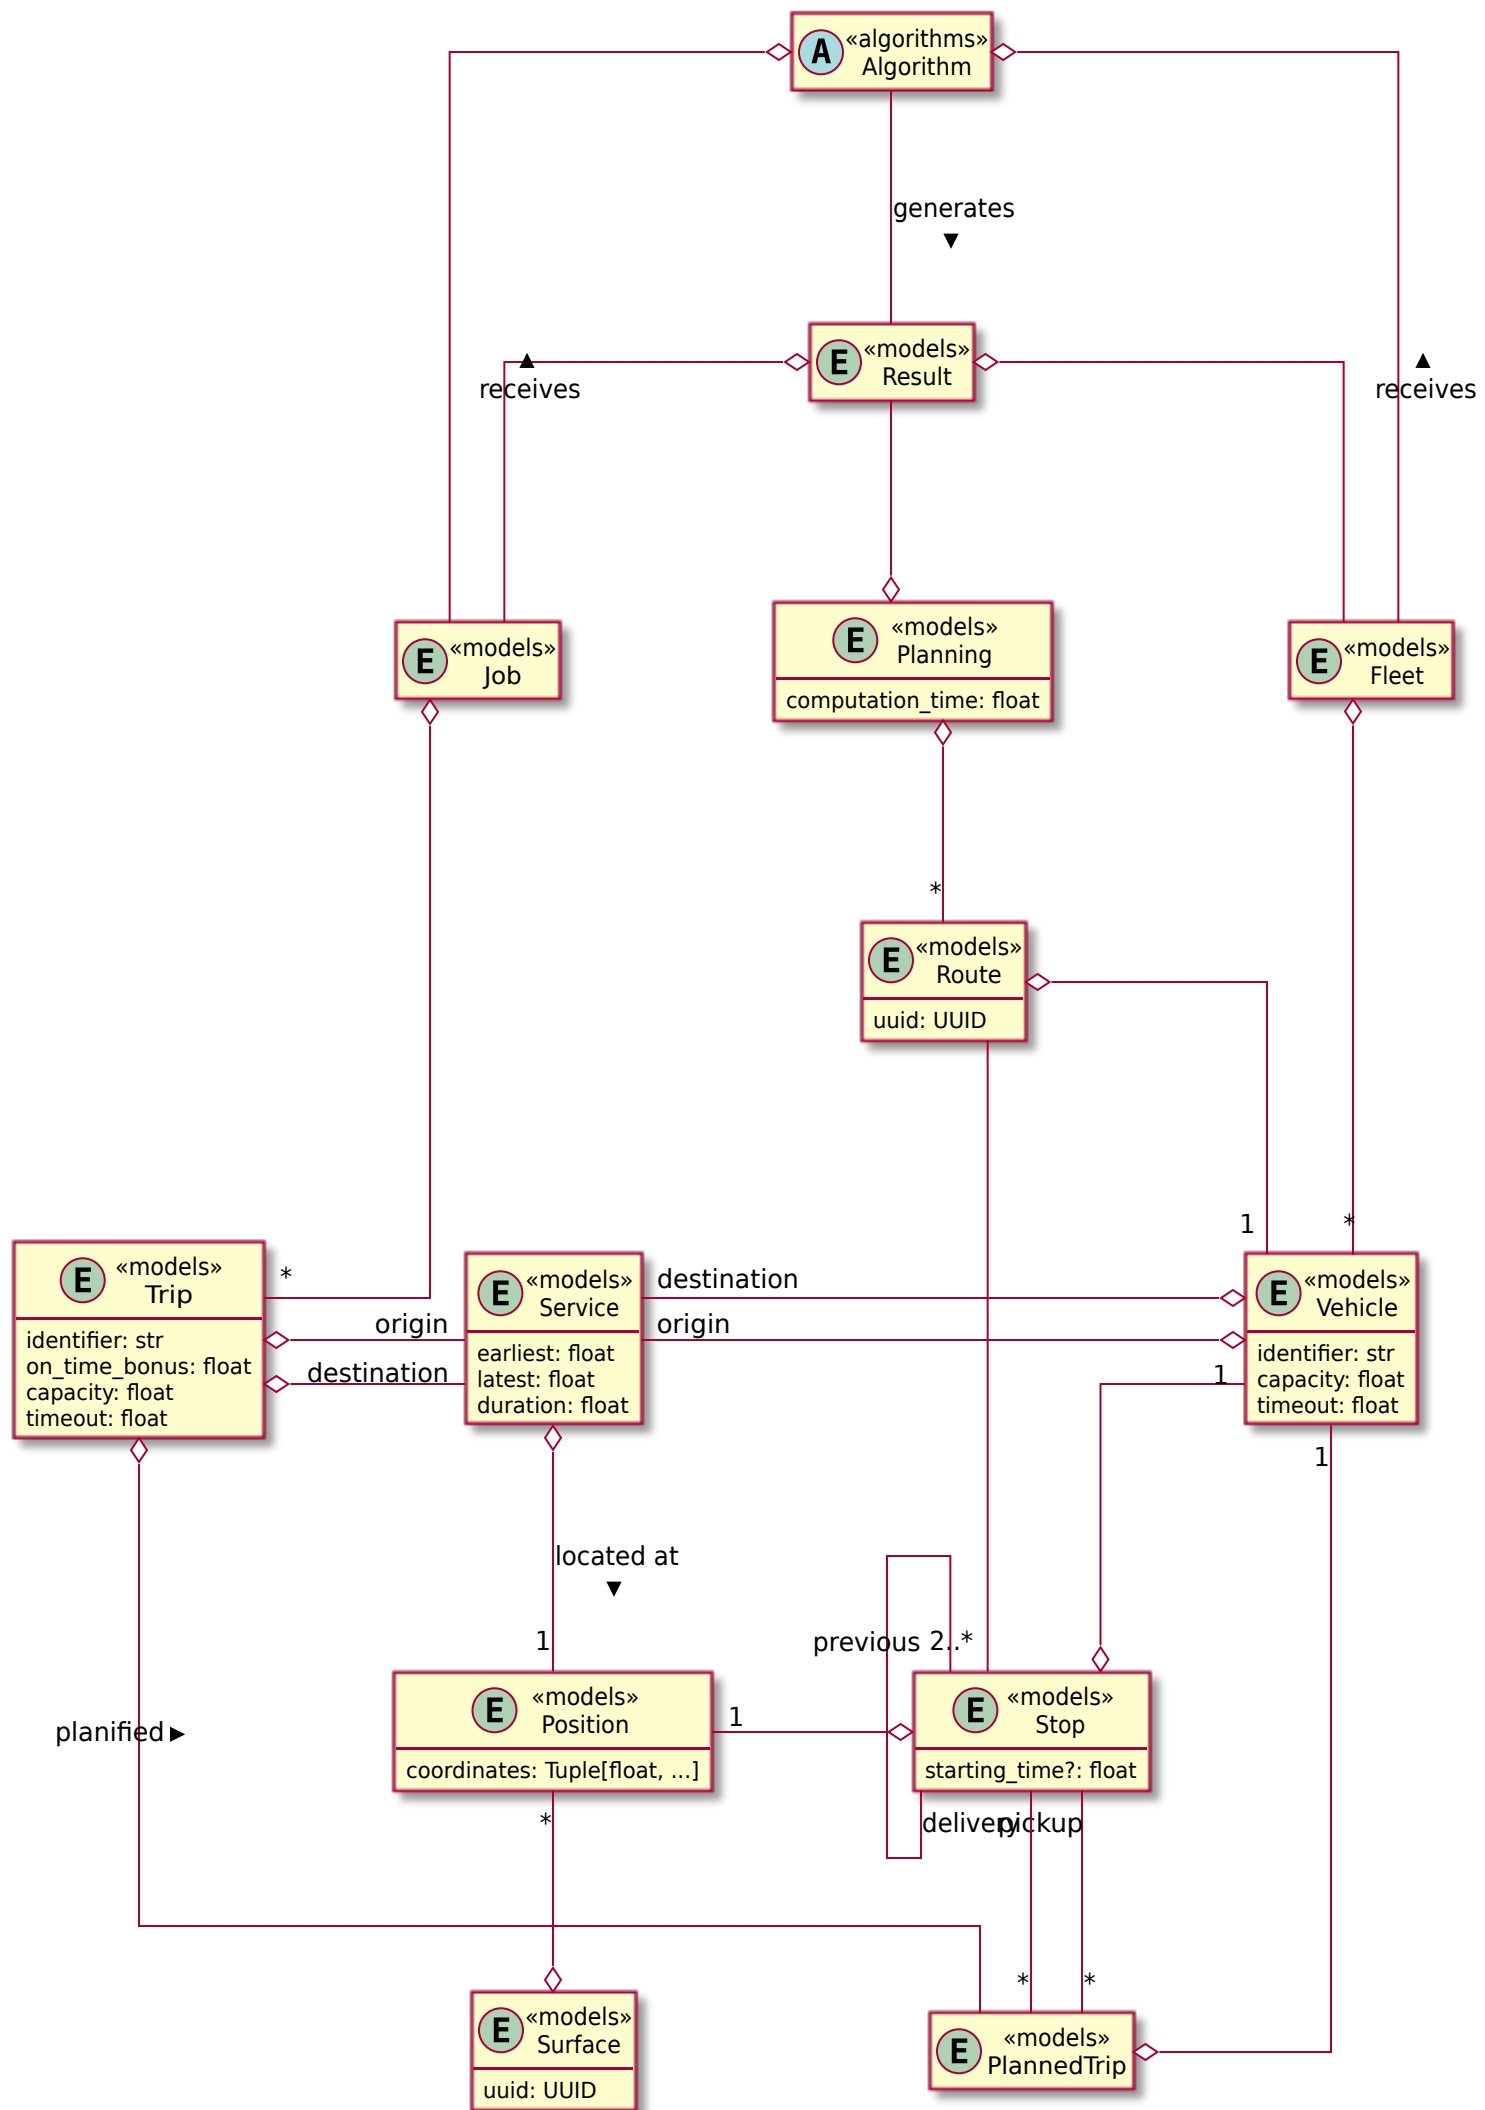 A
«algorithms»
Algorithm
generates
▼
E
«models»
Result
▲
receives
▲
receives
E
«models»
Job
E
«models»
Planning
computation_time: float
E
«models»
Fleet
*
E
«models»
Route
uuid: UUID
1
*
E
«models»
Trip
identifier: str
on_time_bonus: float
capacity: float
timeout: float
*
origin
destination
E
«models»
Service
earliest: float
latest: float
duration: float
destination
origin
E
«models»
Vehicle
identifier: str
capacity: float
timeout: float
1
1
located at
▼
1
previous
2..*
planified ►
E
«models»
Position
coordinates: Tuple[float, ...]
1
E
«models»
Stop
starting_time?: float
*
delivery
pickup
*
*
E
«models»
Surface
uuid: UUID
E
«models»
PlannedTrip